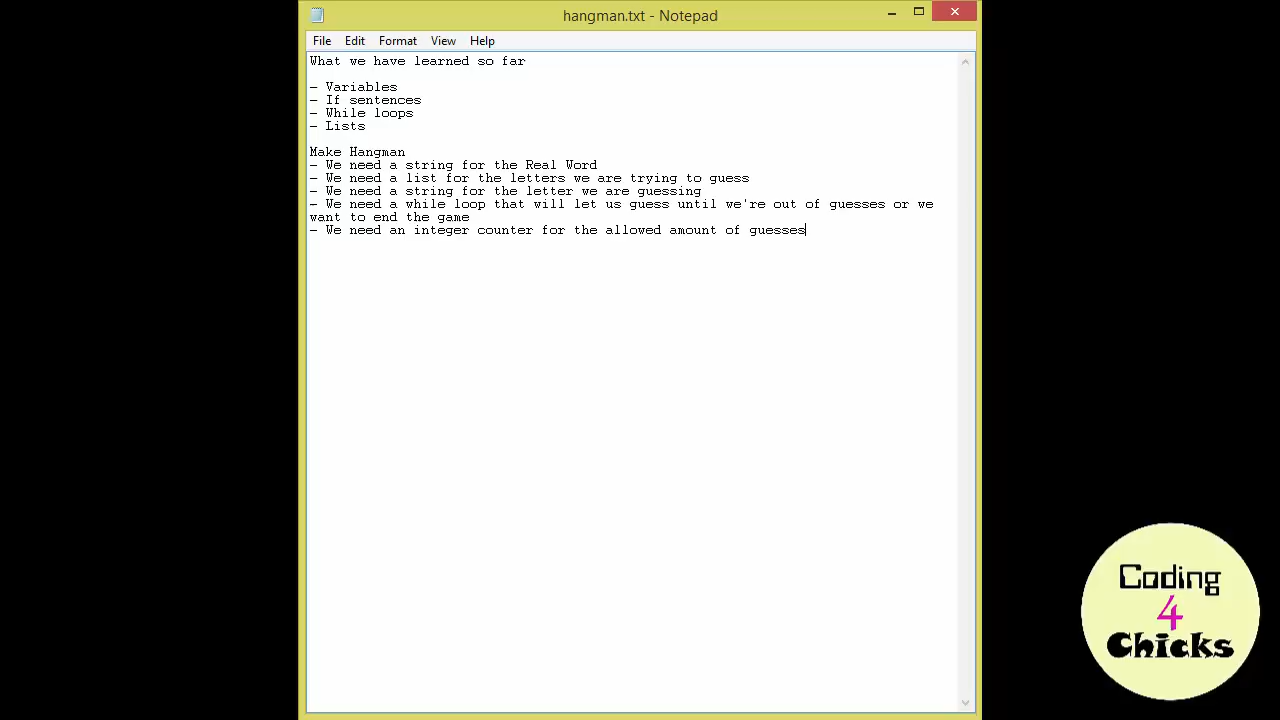 hangman.txt - Notepad
File Edit Format View Help
What we have learned so far
- Variables
- If sentences
- While loops
- Lists
Make Hangman
- We need a string for the Real Word
- We need a list for the letters we are trying to guess
- We need a string for the letter we are guessing
- We need a while loop that will let us guess until we're out of guesses or we
want to end the game
- We need an integer counter for the allowed amount of guesses
Coding
4
Chicks